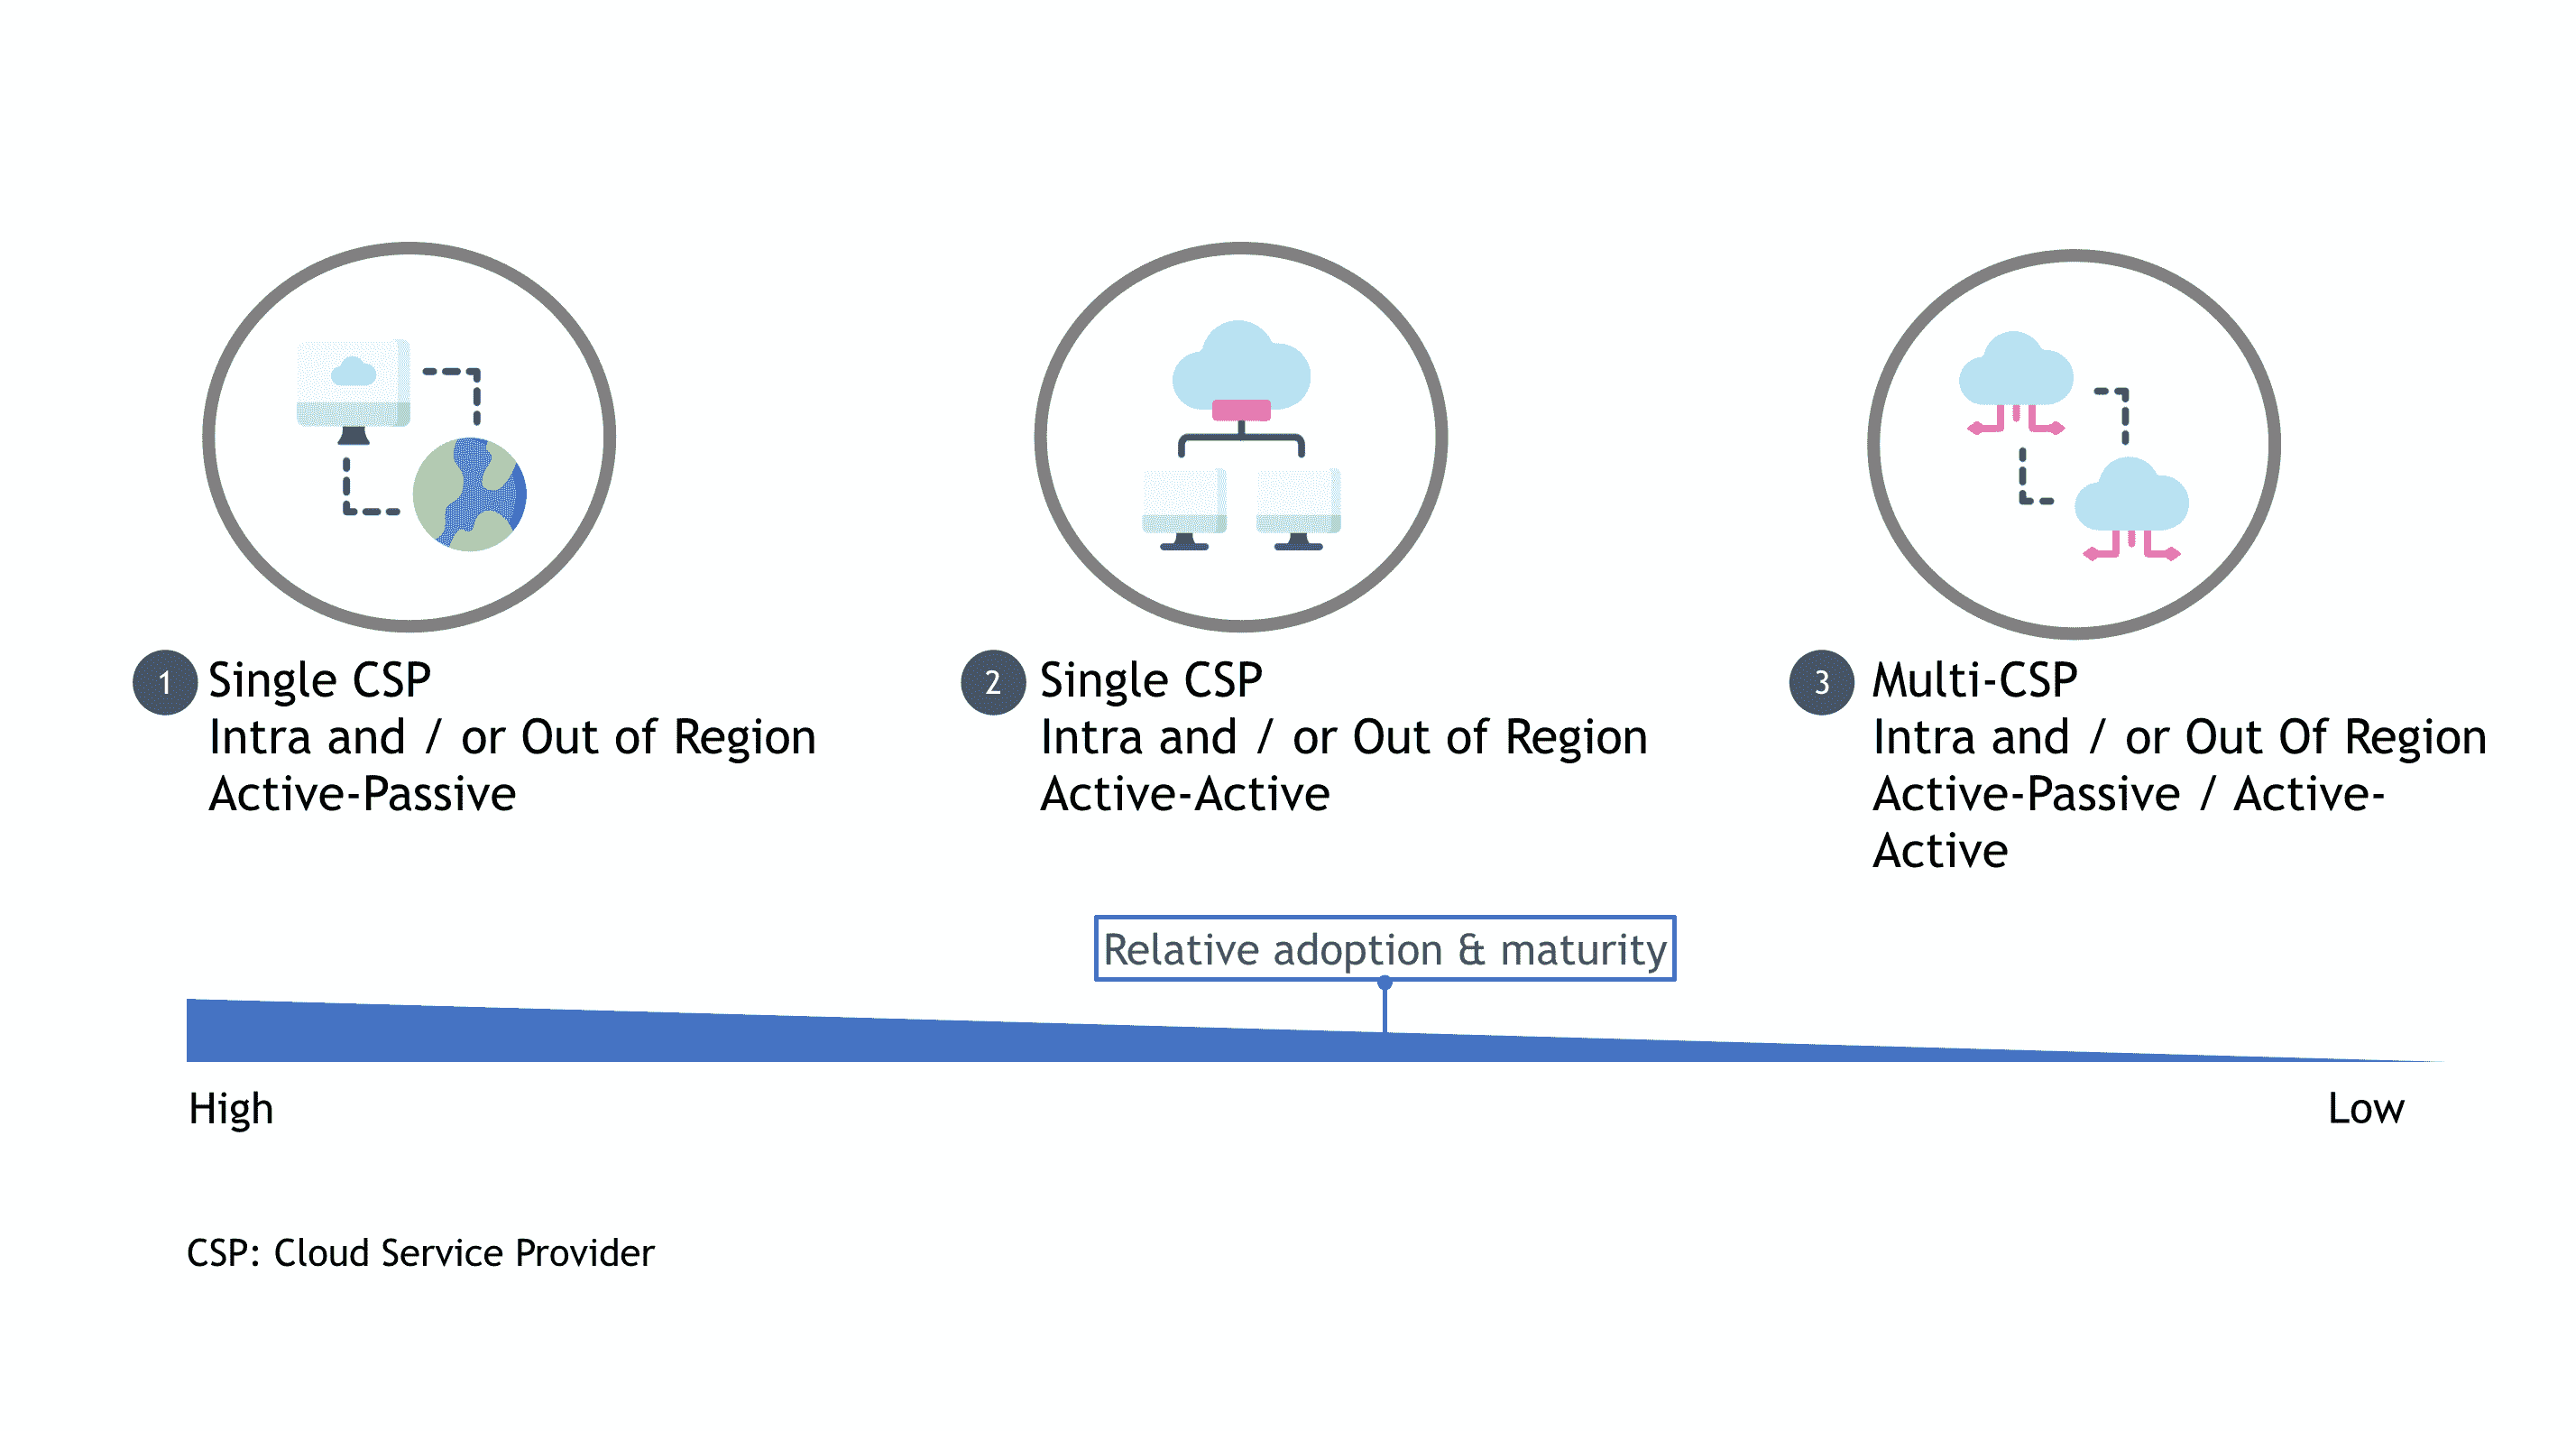 1 Single CSP
Intra and / or Out of Region
Active-Passive
2 Single CSP
Intra and / or Out of Region
Active-Active
3 Multi-CSP
Intra and / or Out Of Region
Active-Passive / Active-
Active
Relative adoption & maturity
High
Low
CSP: Cloud Service Provider